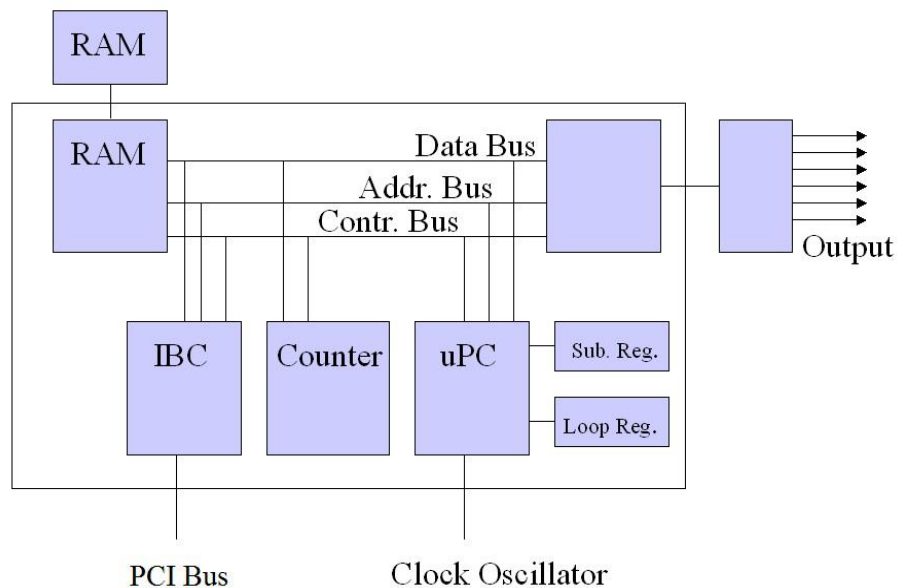 RAM
RAM
Data Bus
Addr. Bus
Contr. Bus
Output
IBC
Counter
uPC
Sub. Reg.
Loop Reg.
PCI Bus
Clock Oscillator